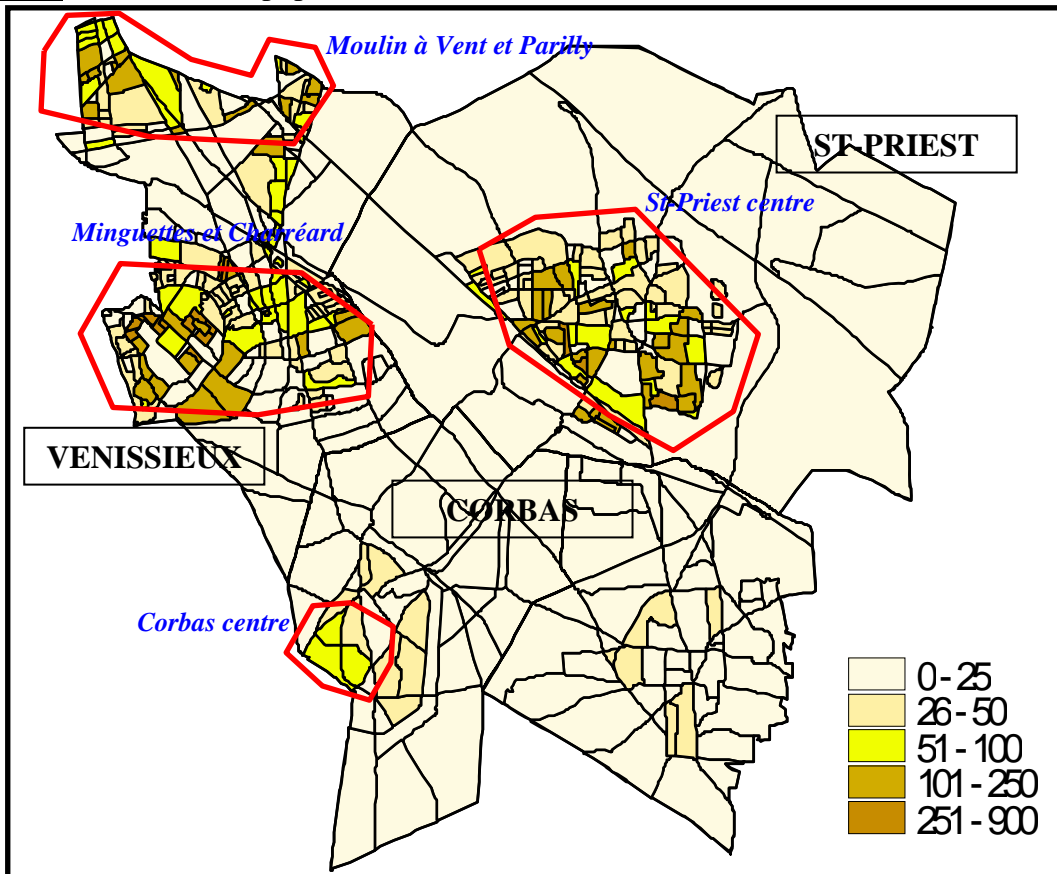 Moulin à Vent et Parilly
ST-PRIEST
St-Priest centre
Minguettes et Charréard
VENISSIEUX
CORBAS
Corbas centre
0 - 25
26 - 50
51 - 100
101 - 250
251 - 900